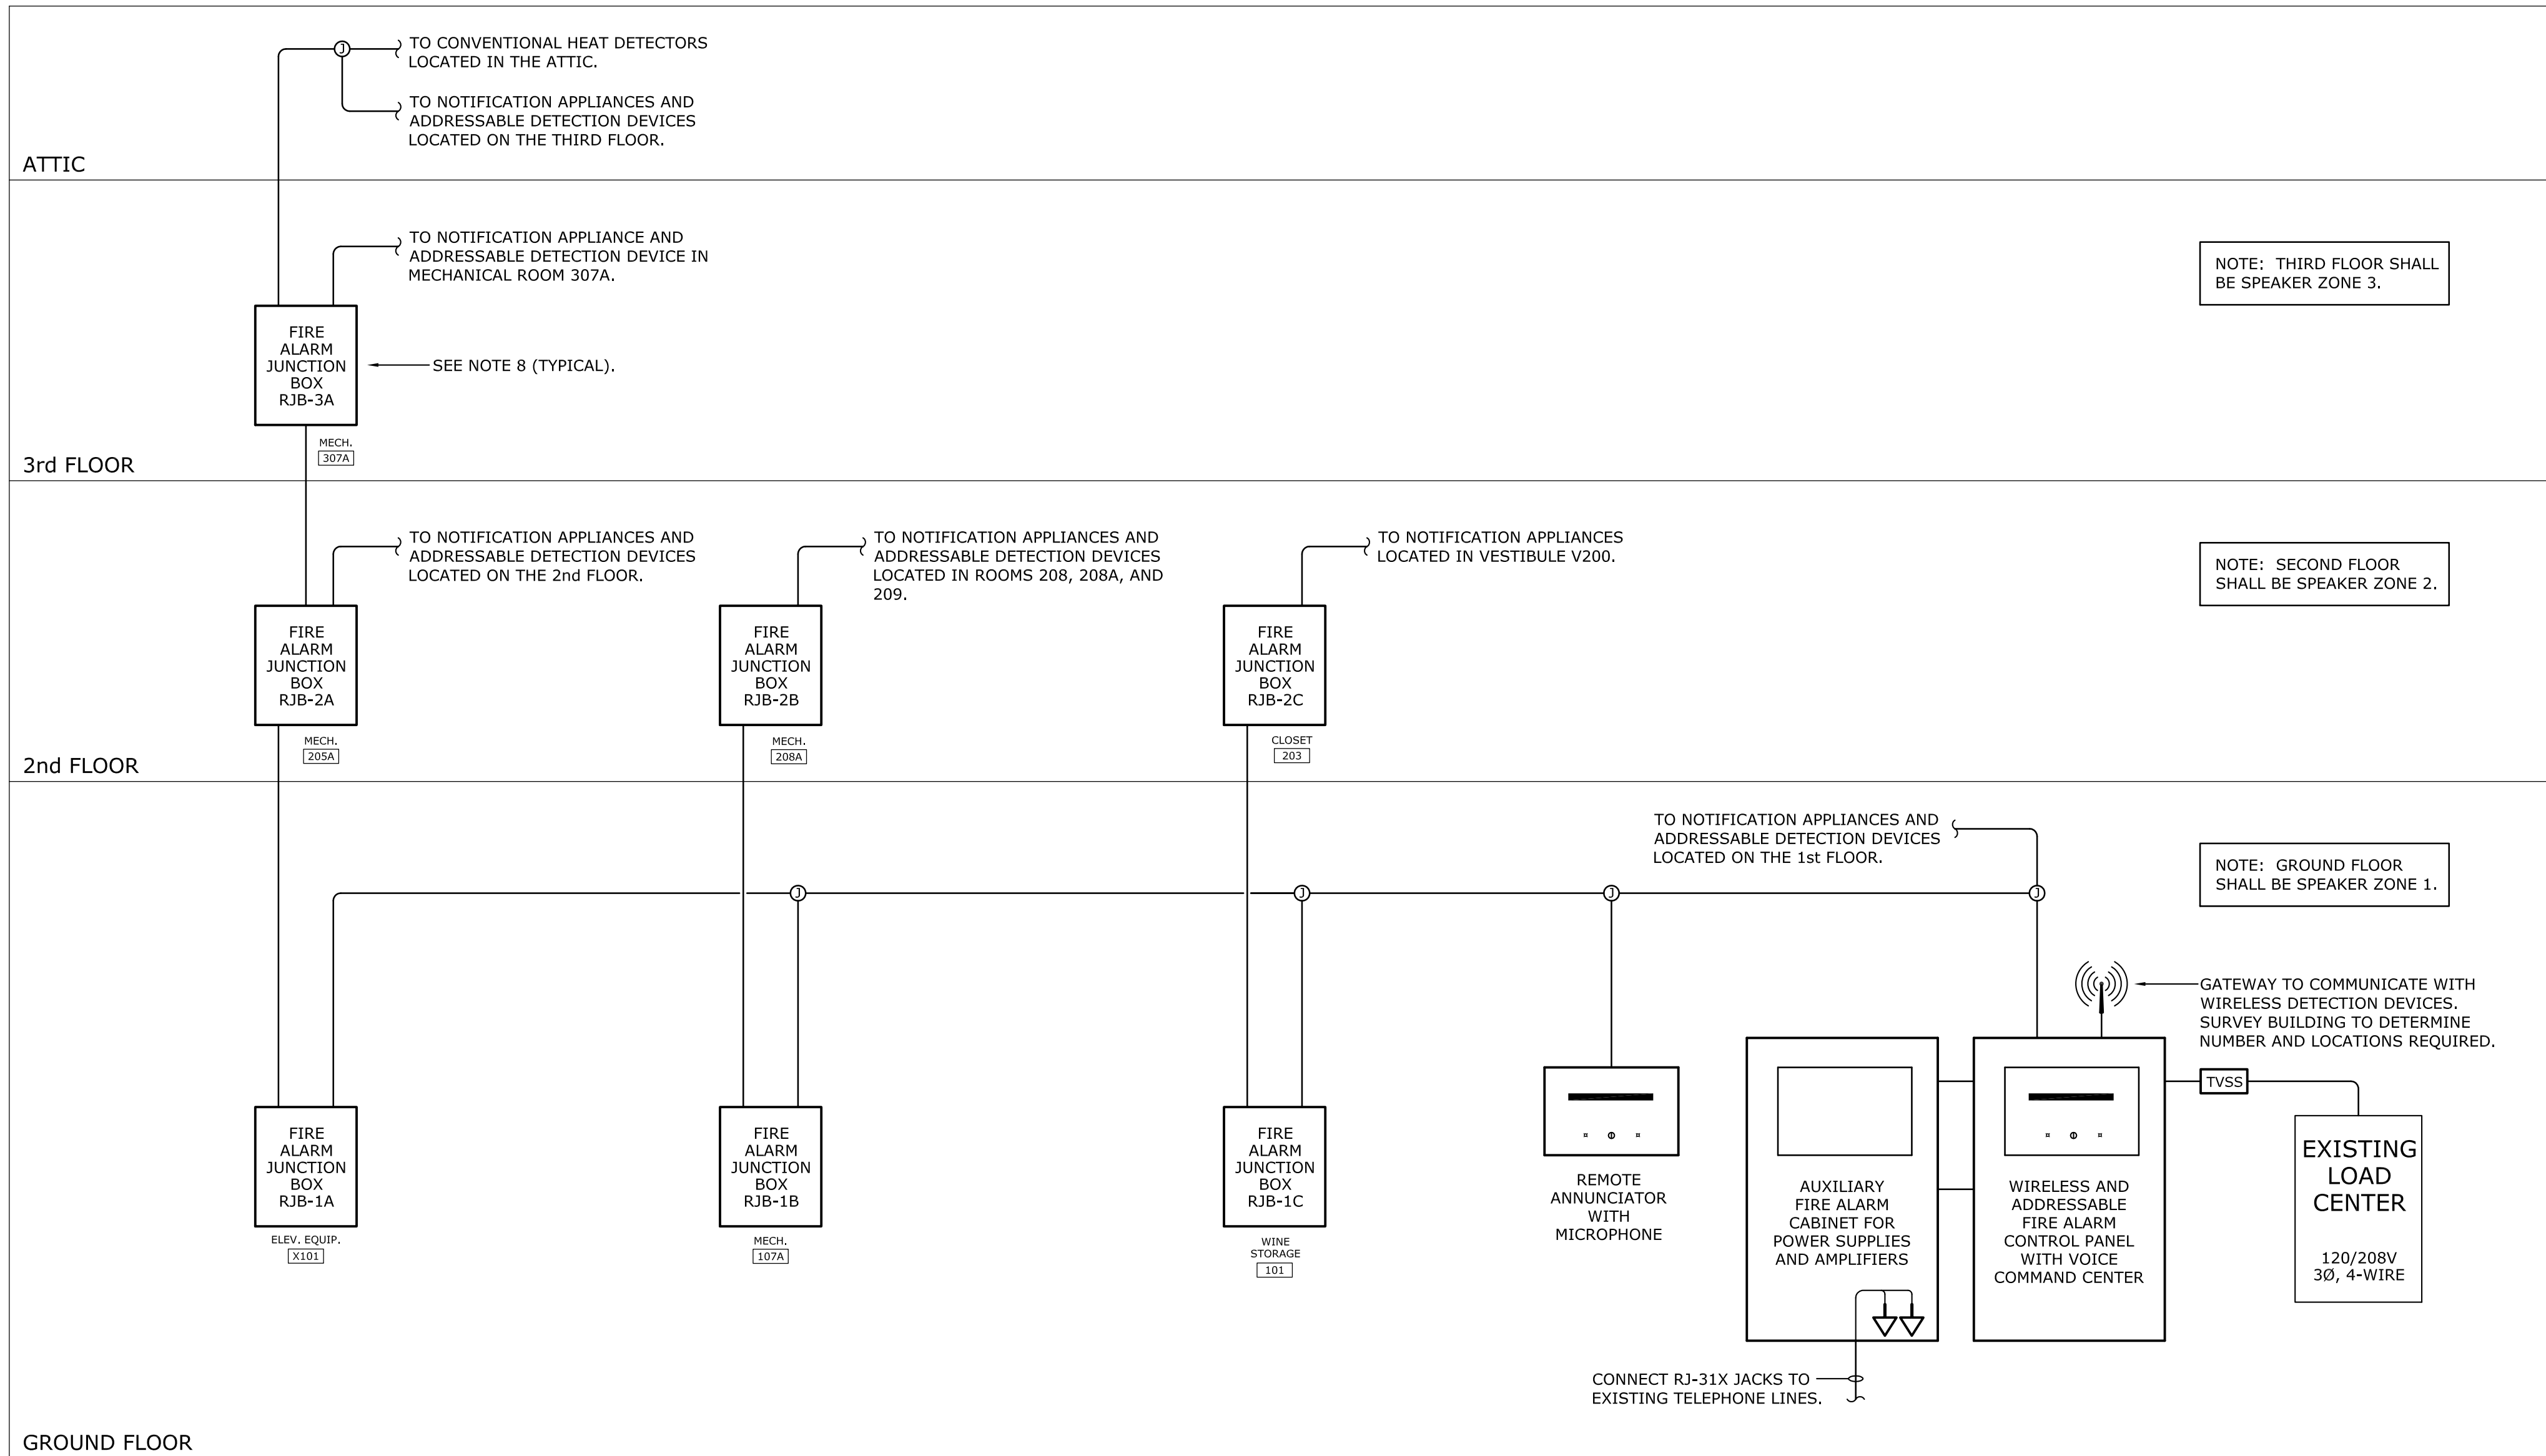 J
TO CONVENTIONAL HEAT DETECTORS
LOCATED IN THE ATTIC.
TO NOTIFICATION APPLIANCES AND
ADDRESSABLE DETECTION DEVICES
LOCATED ON THE THIRD FLOOR.
ATTIC
TO NOTIFICATION APPLIANCE AND
ADDRESSABLE DETECTION DEVICE IN
MECHANICAL ROOM 307A.
NOTE: THIRD FLOOR SHALL
BE SPEAKER ZONE 3.
FIRE
ALARM
JUNCTION
BOX
RJB-3A
SEE NOTE 8 (TYPICAL).
MECH.
307A
3rd FLOOR
TO NOTIFICATION APPLIANCES AND
ADDRESSABLE DETECTION DEVICES
LOCATED ON THE 2nd FLOOR.
TO NOTIFICATION APPLIANCES AND
ADDRESSABLE DETECTION DEVICES
LOCATED IN ROOMS 208, 208A, AND
209.
TO NOTIFICATION APPLIANCES
LOCATED IN VESTIBULE V200.
NOTE: SECOND FLOOR
SHALL BE SPEAKER ZONE 2.
FIRE
ALARM
JUNCTION
BOX
RJB-2A
MECH.
205A
FIRE
ALARM
JUNCTION
BOX
RJB-2B
MECH.
208A
FIRE
ALARM
JUNCTION
BOX
RJB-2C
CLOSET
203
2nd FLOOR
TO NOTIFICATION APPLIANCES AND
ADDRESSABLE DETECTION DEVICES
LOCATED ON THE 1st FLOOR.
NOTE: GROUND FLOOR
SHALL BE SPEAKER ZONE 1.
J
J
J
J
GATEWAY TO COMMUNICATE WITH
WIRELESS DETECTION DEVICES.
SURVEY BUILDING TO DETERMINE
NUMBER AND LOCATIONS REQUIRED.
TVSS
FIRE
ALARM
JUNCTION
BOX
RJB-1A
ELEV. EQUIP.
X101
FIRE
ALARM
JUNCTION
BOX
RJB-1B
MECH.
107A
FIRE
ALARM
JUNCTION
BOX
RJB-1C
WINE
STORAGE
101
REMOTE
ANNUNCIATOR
WITH
MICROPHONE
AUXILIARY
FIRE ALARM
CABINET FOR
POWER SUPPLIES
AND AMPLIFIERS
WIRELESS AND
ADDRESSABLE
FIRE ALARM
CONTROL PANEL
WITH VOICE
COMMAND CENTER
EXISTING
LOAD
CENTER
120/208V
3Ø, 4-WIRE
CONNECT RJ-31X JACKS TO
EXISTING TELEPHONE LINES.
GROUND FLOOR